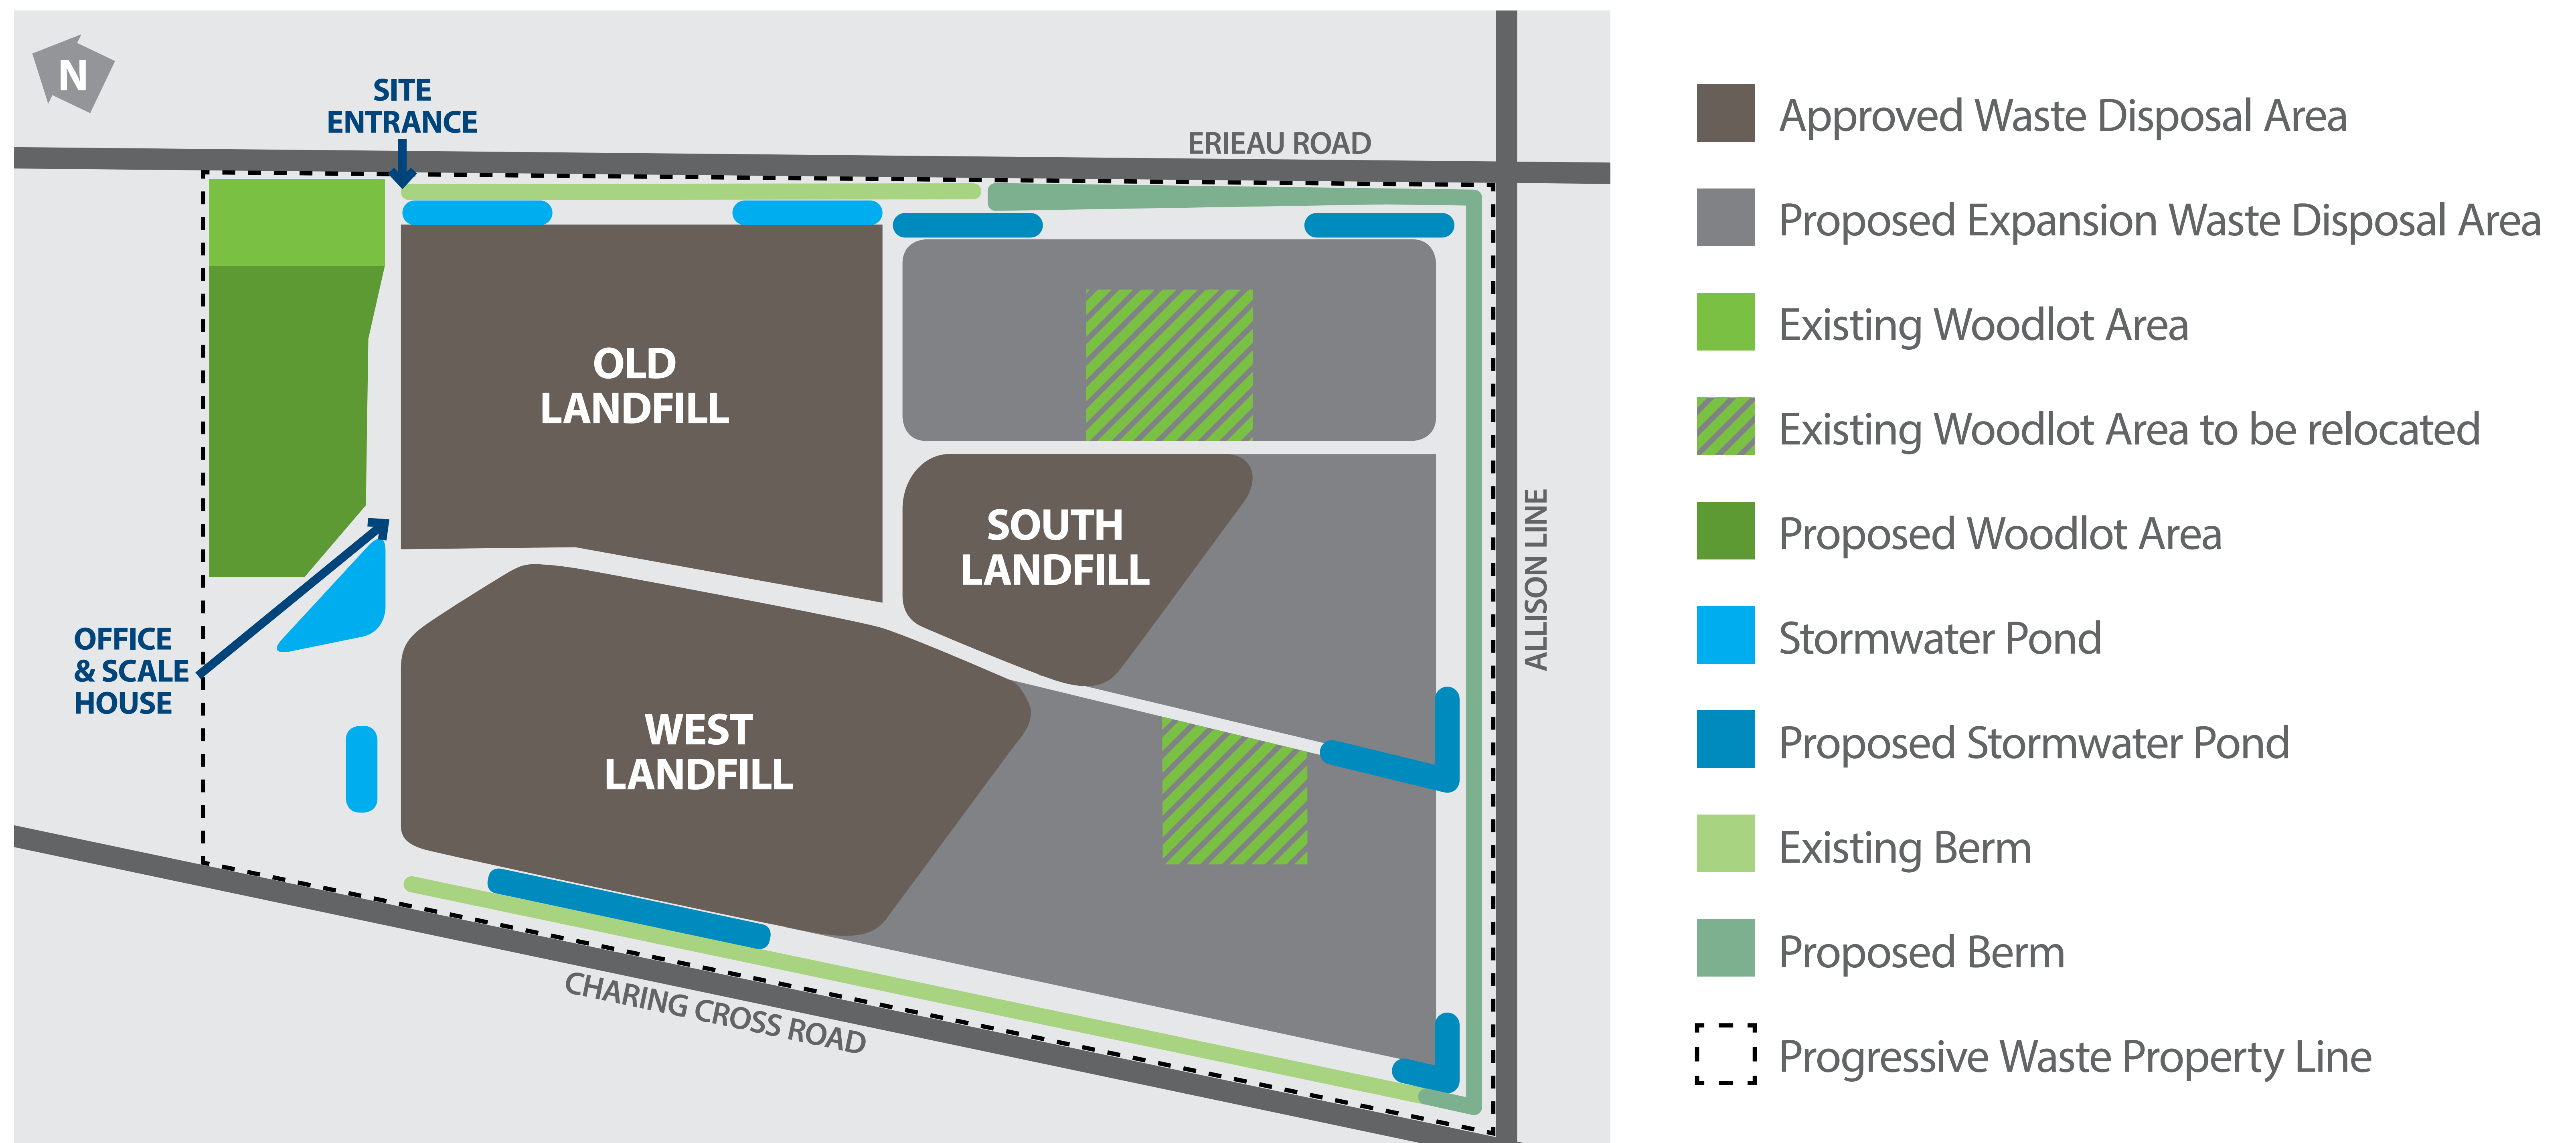 N
SITE
ENTRANCE
ERIEAU ROAD
OLD
LANDFILL
SOUTH
LANDFILL
ALLISON LINE
OFFICE
& SCALE
HOUSE
WEST
LANDFILL
CHARING CROSS ROAD
Approved Waste Disposal Area
Proposed Expansion Waste Disposal Area
Existing Woodlot Area
Existing Woodlot Area to be relocated
Proposed Woodlot Area
Stormwater Pond
Proposed Stormwater Pond
Existing Berm
Proposed Berm
Progressive Waste Property Line